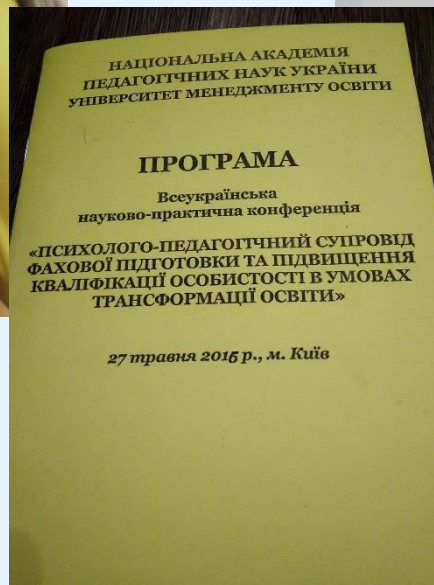 НАЦІОНАЛЬНА АКАДЕМІЯ
ПЕДАГОГІЧНИХ НАУК УКРАЇНИ
УНІВЕРСИТЕТ МЕНЕДЖМЕНТУ ОСВІТИ
ПРОГРАМА
Всеукраїнська
науково-практична конференція
«ПСИХОЛОГО-ПЕДАГОГІЧНИЙ СУПРОВІД
ФАХОВОЇ ПІДГОТОВКИ ТА ПІДВИЩЕННЯ
КВАЛІФІКАЦІЇ ОСОБИСТОСТІ В УМОВАХ
ТРАНСФОРМАЦІЇ ОСВІТИ»
27 травня 2016 р., м. Київ